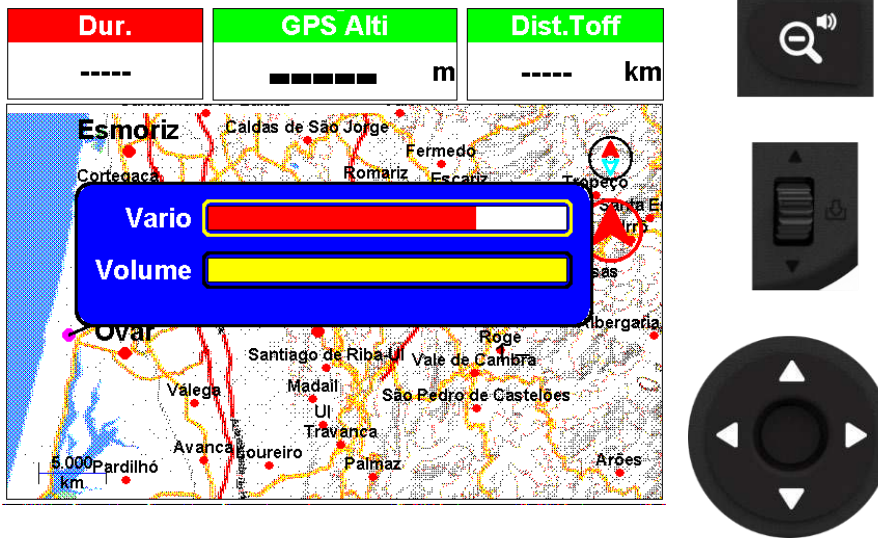 Dur.
GPS Alti
Dist.Toff
-----
----- m
----- km
Esmoriz
Caldas de São Jorge
Fermedo
Cortegaça
Romariz
Escariz
Tropeço
Vario
Volume
Ovar
Albergaria
Roge
Santiago de Riba-Ul
Vale de Cambra
Válega
Madail
São Pedro de Castelões
Ul
Travanca
Avanca
Loureiro
5.000
km
Pardilhó
Palmaz
Arões